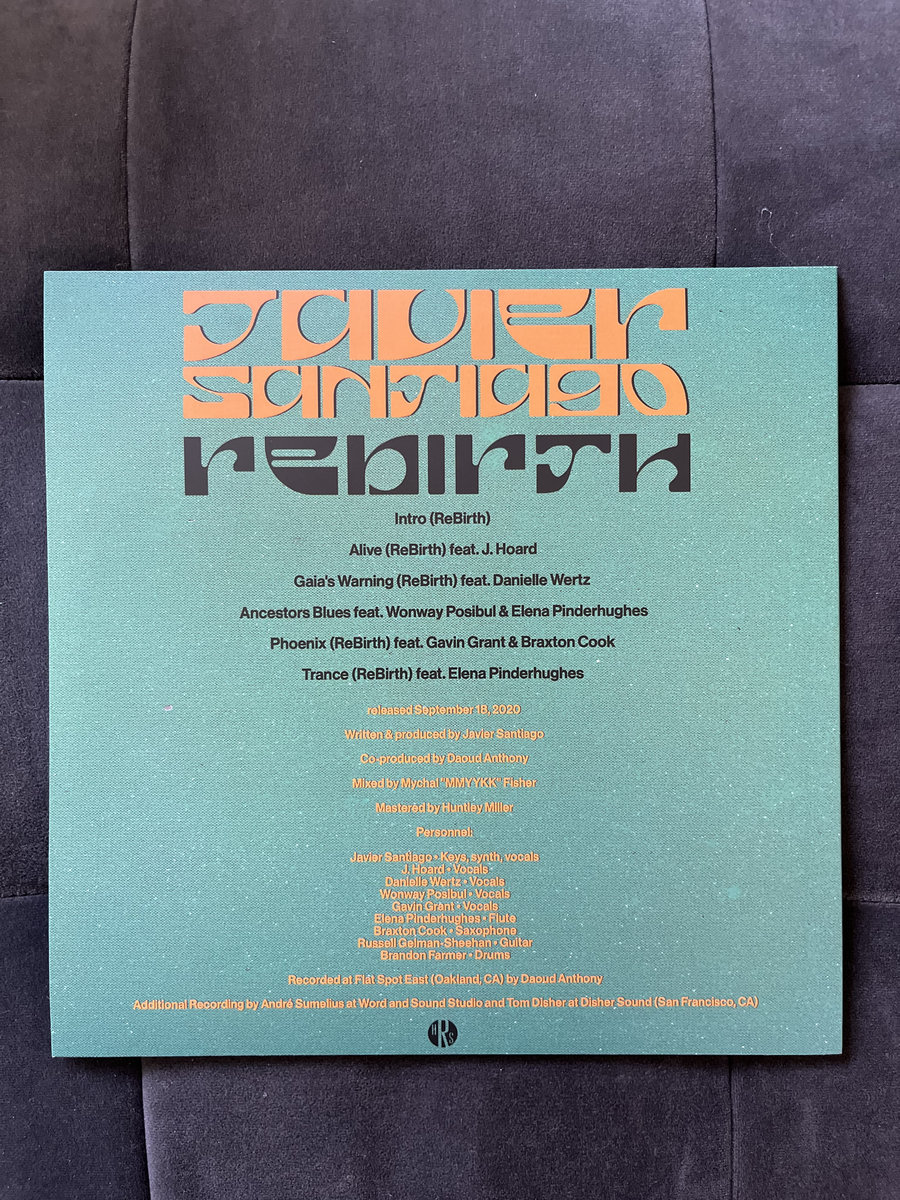 JAVIER
SANTIAGO
REBIRTH
Intro (ReBirth)
Alive (ReBirth) feat. J. Hoard
Gaia's Warning (ReBirth) feat. Danielle Wertz
Ancestors Blues feat. Wonway Posibul & Elena Pinderhughes
Phoenix (ReBirth) feat. Gavin Grant & Braxton Cook
Trance (ReBirth) feat. Elena Pinderhughes
released September 18, 2020
Written & produced by Javier Santiago
Co-produced by Daoud Anthony
Mixed by Mychal "MMYYKK" Fisher
Mastered by Huntley Miller
Personnel:
Javier Santiago • Keys, synth, vocals
J. Hoard • Vocals
Danielle Wertz • Vocals
Wonway Posibul • Vocals
Gavin Grant • Vocals
Elena Pinderhughes • Flute
Braxton Cook • Saxophone
Russell Gelman-Sheehan • Guitar
Brandon Farmer • Drums
Recorded at Flat Spot East (Oakland, CA) by Daoud Anthony
Additional Recording by André Sumelius at Word and Sound Studio and Tom Disher at Disher Sound (San Francisco, CA)
HRS